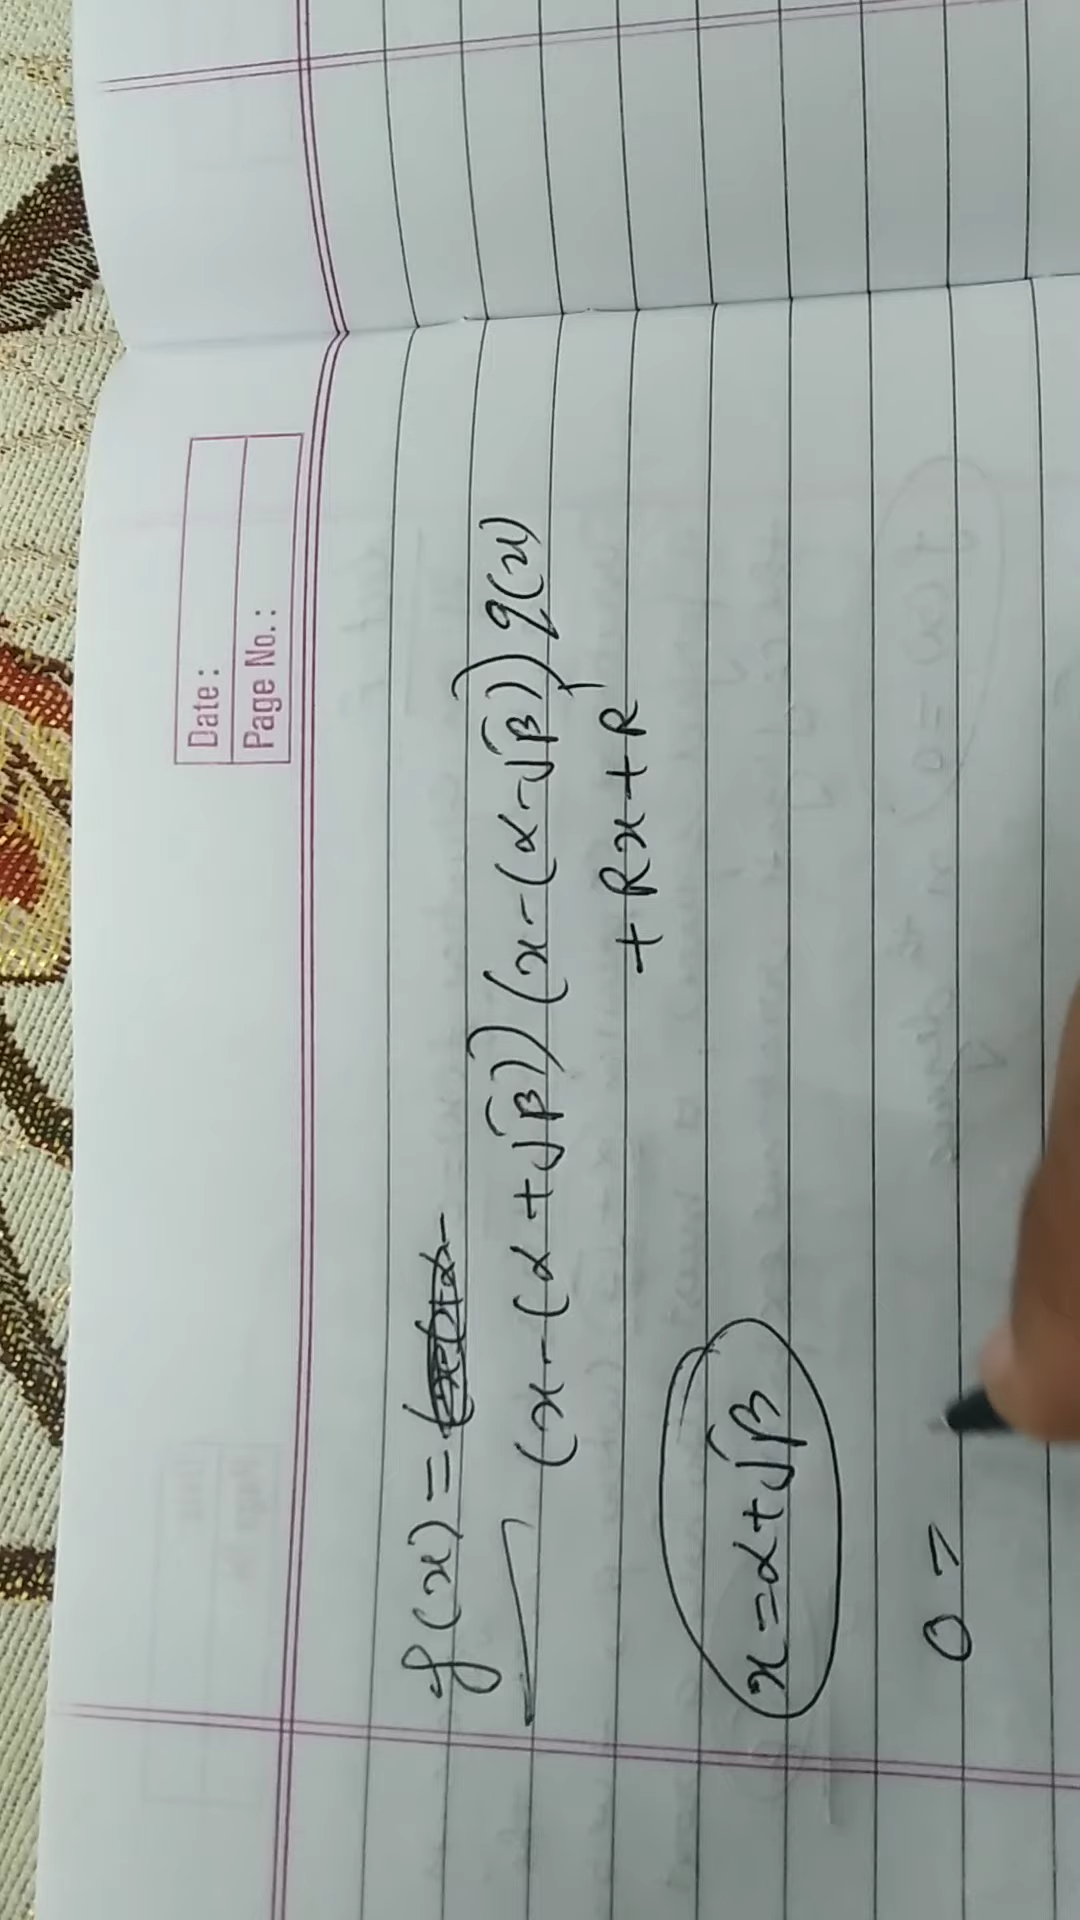 Date :
Page No. :
f(x) =
(x-(α+√β))(x-(α-√β)) q(x)
+ Rx + R'
x = α+√β
0 =